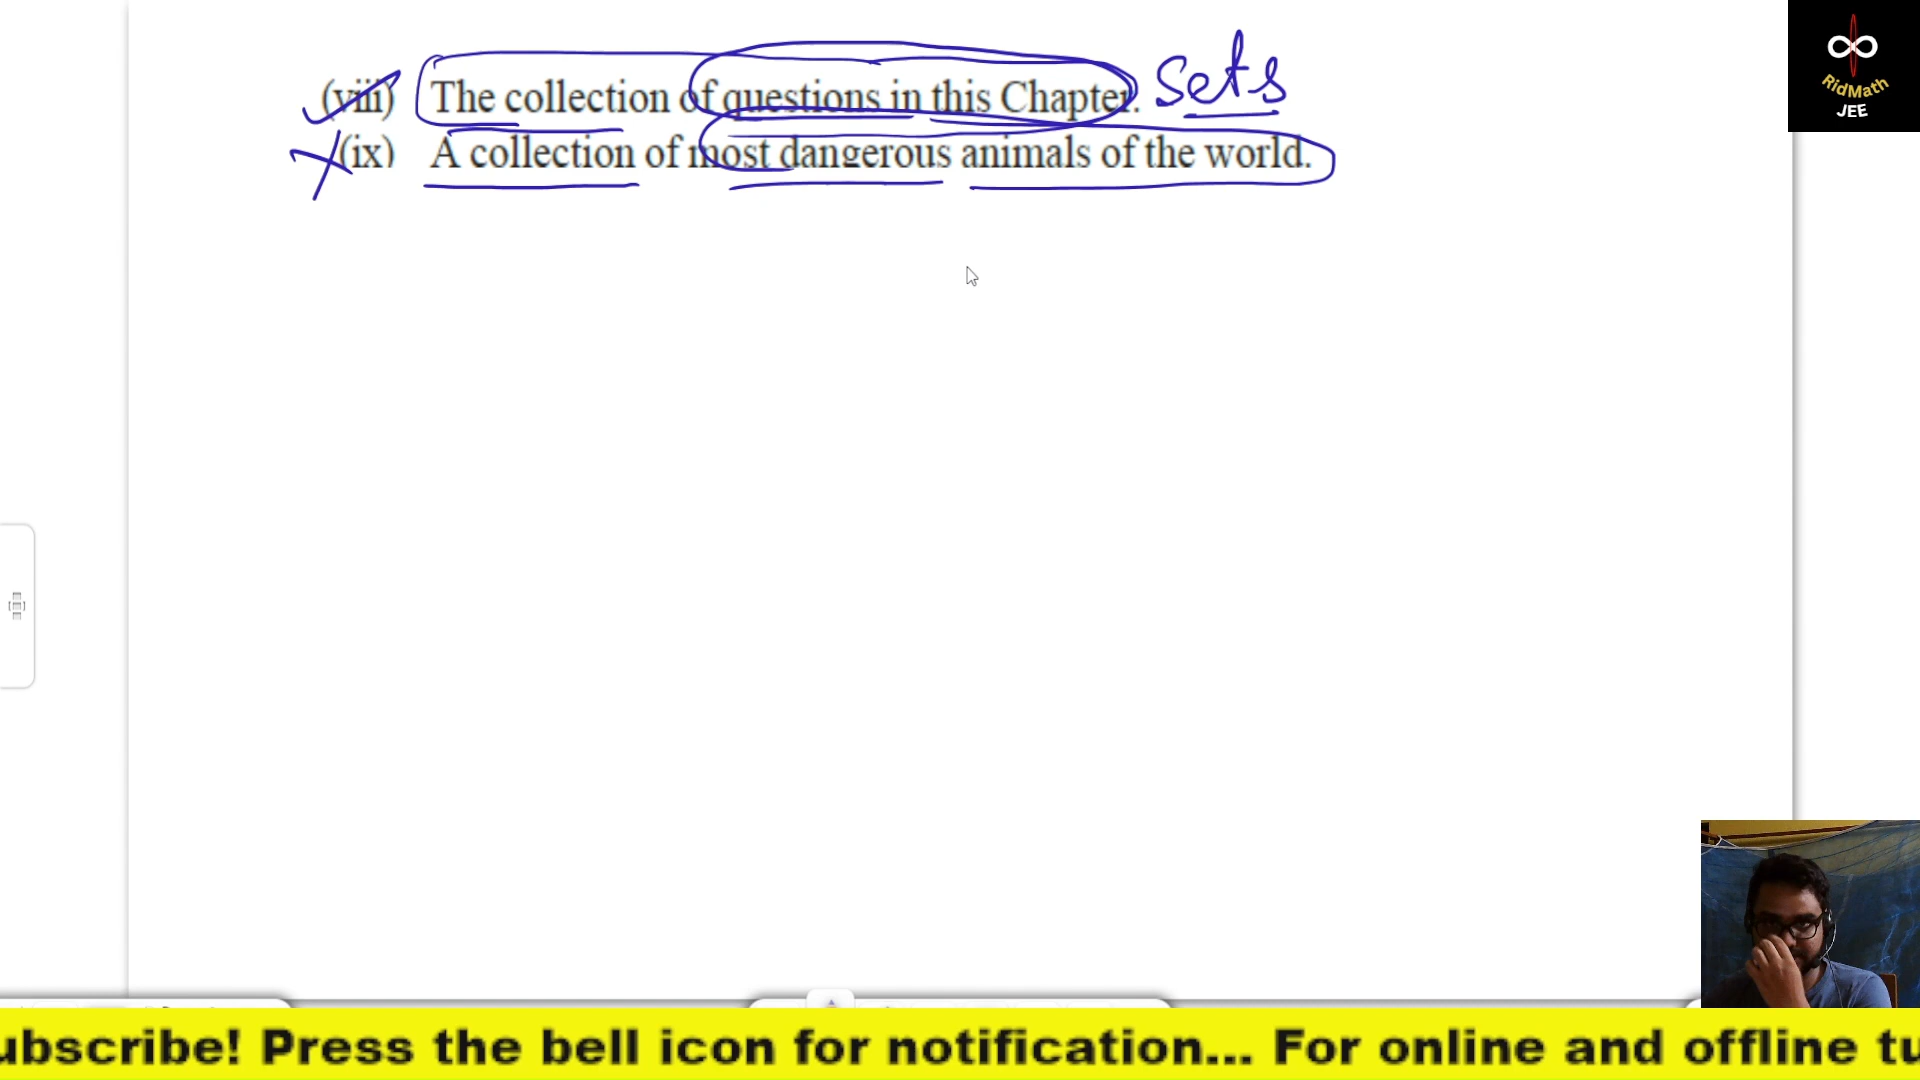 (viii) The collection of questions in this Chapter. Sets
(ix) A collection of most dangerous animals of the world.
RidMath
JEE
ubscribe! Press the bell icon for notification... For online and offline tu